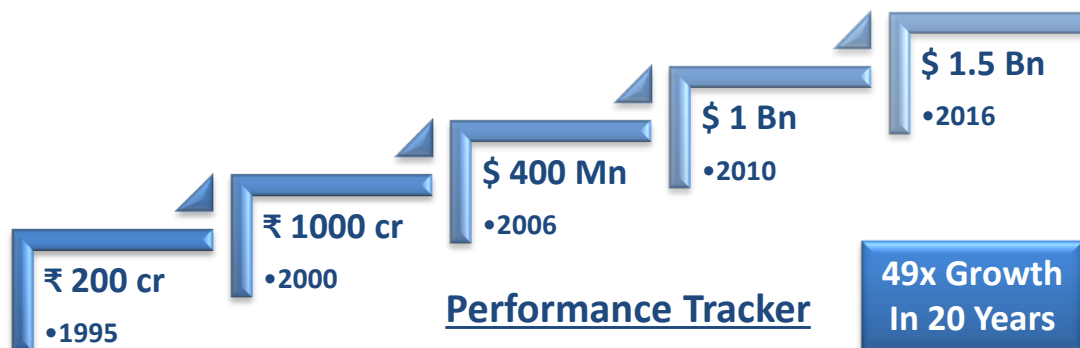 ₹ 200 cr
•1995
₹ 1000 cr
•2000
$ 400 Mn
•2006
$ 1 Bn
•2010
$ 1.5 Bn
•2016
Performance Tracker
49x Growth
In 20 Years